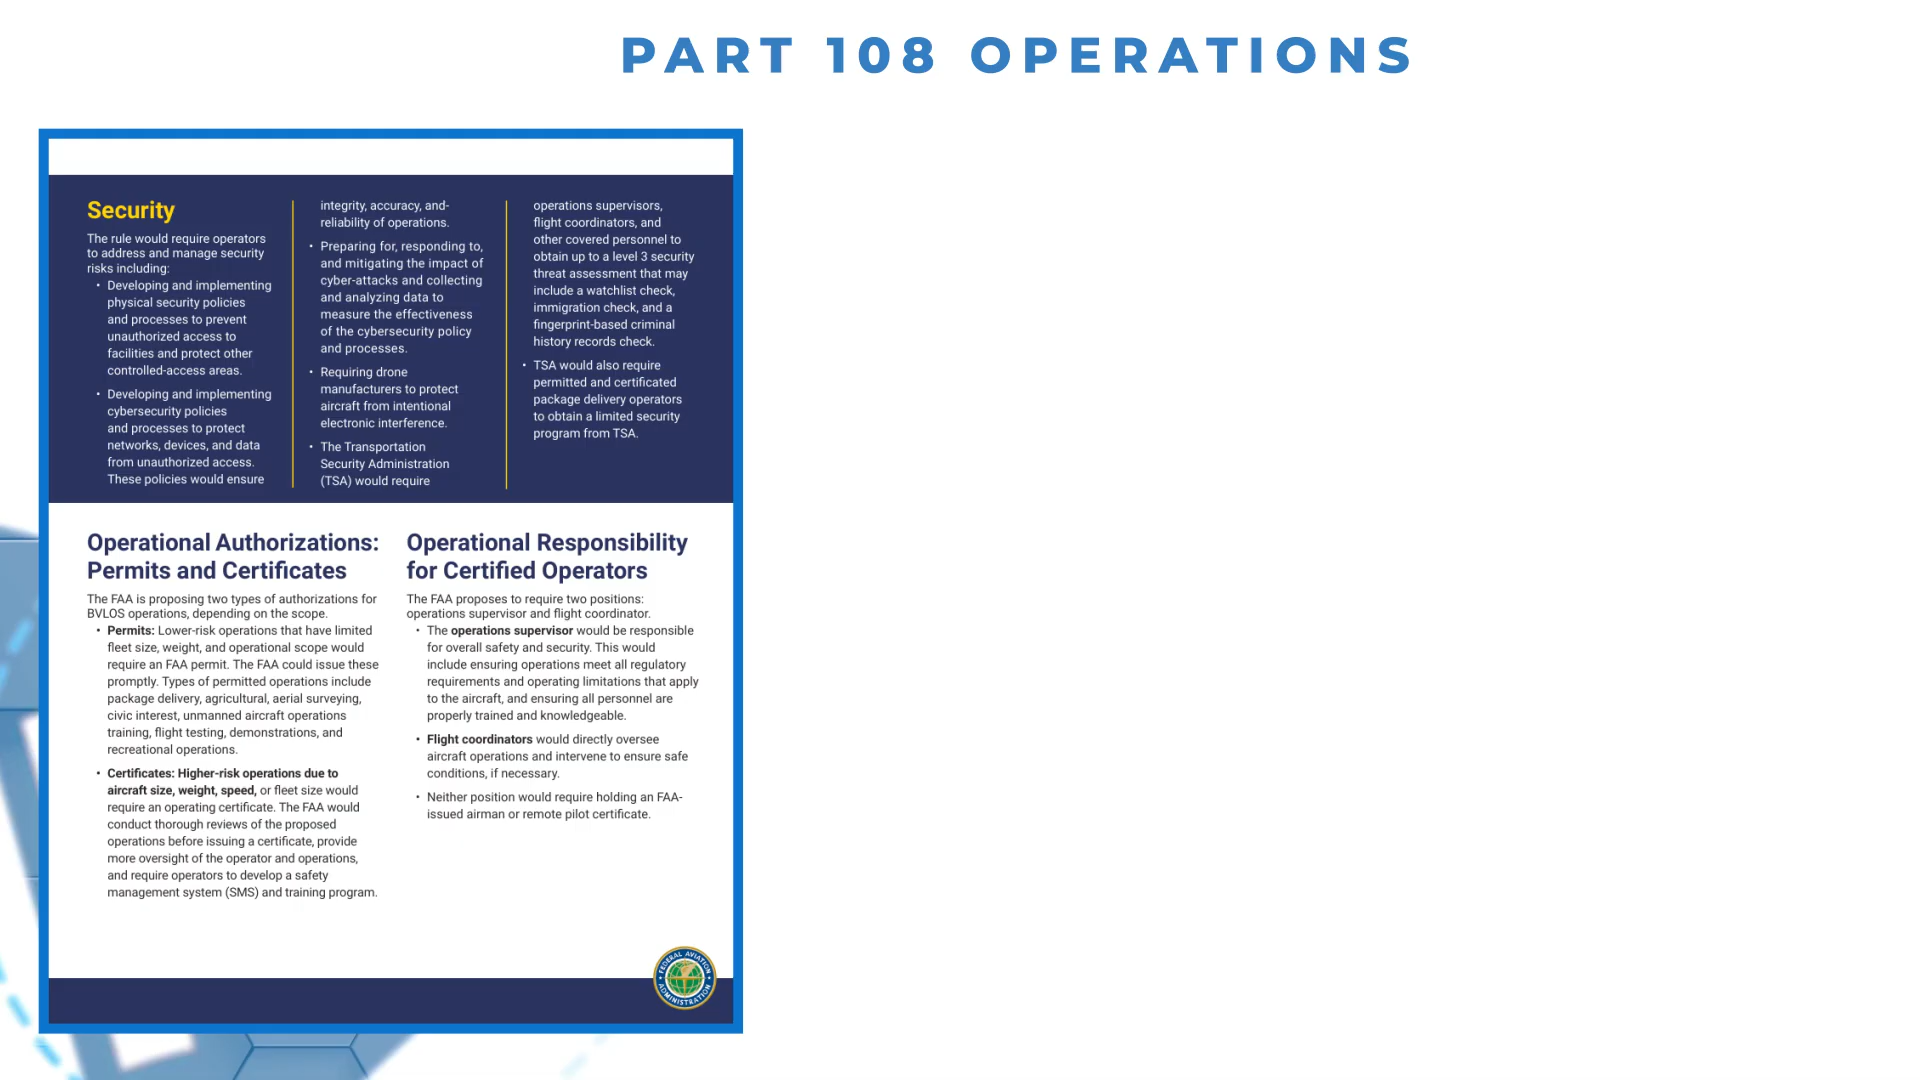 PART 108 OPERATIONS
Security
The rule would require operators
to address and manage security
risks including:
• Developing and implementing
physical security policies
and processes to prevent
unauthorized access to
facilities and protect other
controlled-access areas.
• Developing and implementing
cybersecurity policies
and processes to protect
networks, devices, and data
from unauthorized access.
These policies would ensure
integrity, accuracy, and-
reliability of operations.
• Preparing for, responding to,
and mitigating the impact of
cyber-attacks and collecting
and analyzing data to
measure the effectiveness
of the cybersecurity policy
and processes.
• Requiring drone
manufacturers to protect
aircraft from intentional
electronic interference.
• The Transportation
Security Administration
(TSA) would require
operations supervisors,
flight coordinators, and
other covered personnel to
obtain up to a level 3 security
threat assessment that may
include a watchlist check,
immigration check, and a
fingerprint-based criminal
history records check.
• TSA would also require
permitted and certificated
package delivery operators
to obtain a limited security
program from TSA.
Operational Authorizations:
Permits and Certificates
The FAA is proposing two types of authorizations for
BVLOS operations, depending on the scope.
• Permits: Lower-risk operations that have limited
fleet size, weight, and operational scope would
require an FAA permit. The FAA could issue these
promptly. Types of permitted operations include
package delivery, agricultural, aerial surveying,
civic interest, unmanned aircraft operations
training, flight testing, demonstrations, and
recreational operations.
• Certificates: Higher-risk operations due to
aircraft size, weight, speed, or fleet size would
require an operating certificate. The FAA would
conduct thorough reviews of the proposed
operations before issuing a certificate, provide
more oversight of the operator and operations,
and require operators to develop a safety
management system (SMS) and training program.
Operational Responsibility
for Certified Operators
The FAA proposes to require two positions:
operations supervisor and flight coordinator.
• The operations supervisor would be responsible
for overall safety and security. This would
include ensuring operations meet all regulatory
requirements and operating limitations that apply
to the aircraft, and ensuring all personnel are
properly trained and knowledgeable.
• Flight coordinators would directly oversee
aircraft operations and intervene to ensure safe
conditions, if necessary.
• Neither position would require holding an FAA-
issued airman or remote pilot certificate.
FEDERAL AVIATION
ADMINISTRATION